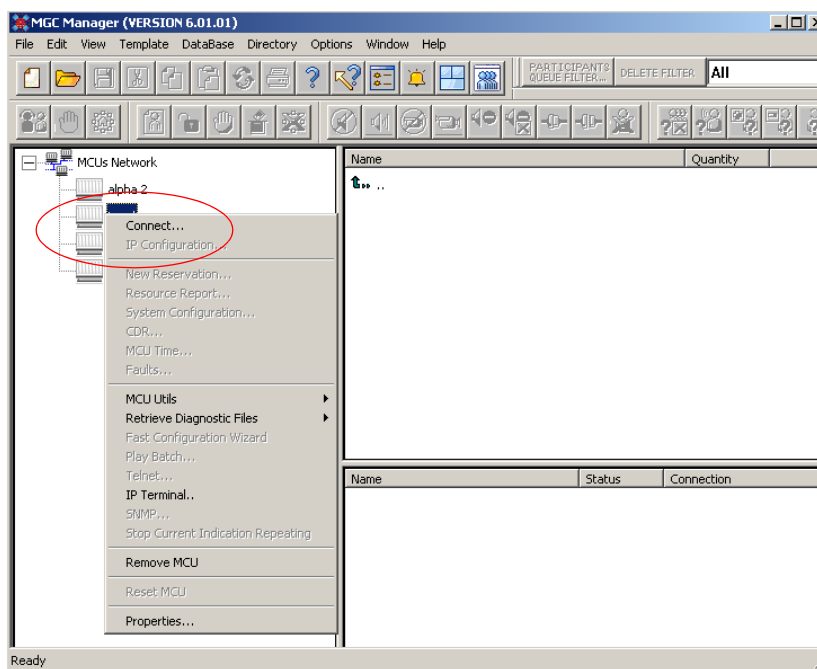 MGC Manager (VERSION 6.01.01)
File Edit View Template DataBase Directory Options Window Help
PARTICIPANTS
QUEUE FILTER...
DELETE FILTER
All
MCUs Network
alpha 2
Name Quantity
..
Connect...
IP Configuration...
New Reservation...
Resource Report...
System Configuration...
CDR...
MCU Time...
Faults...
MCU Utils
Retrieve Diagnostic Files
Fast Configuration Wizard
Play Batch...
Telnet...
IP Terminal..
SNMP...
Stop Current Indication Repeating
Remove MCU
Reset MCU
Properties...
Name Status Connection
Ready